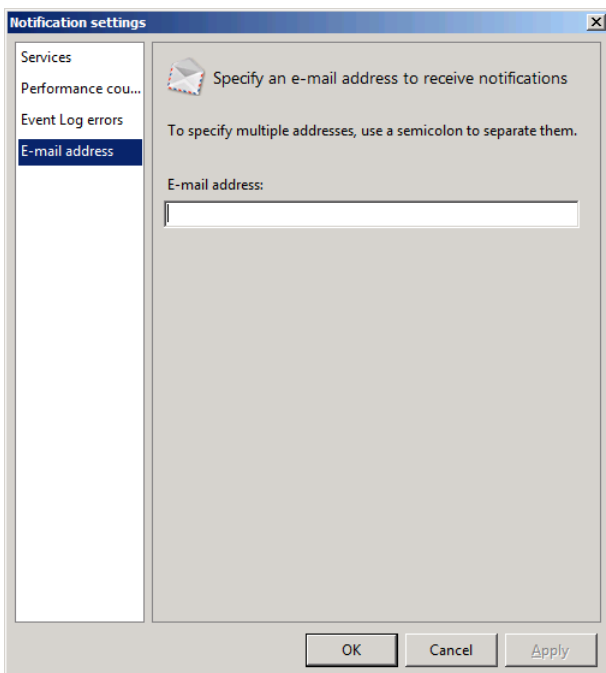 Notification settings
Services
Performance cou...
Event Log errors
E-mail address
Specify an e-mail address to receive notifications
To specify multiple addresses, use a semicolon to separate them.
E-mail address:
OK
Cancel
Apply